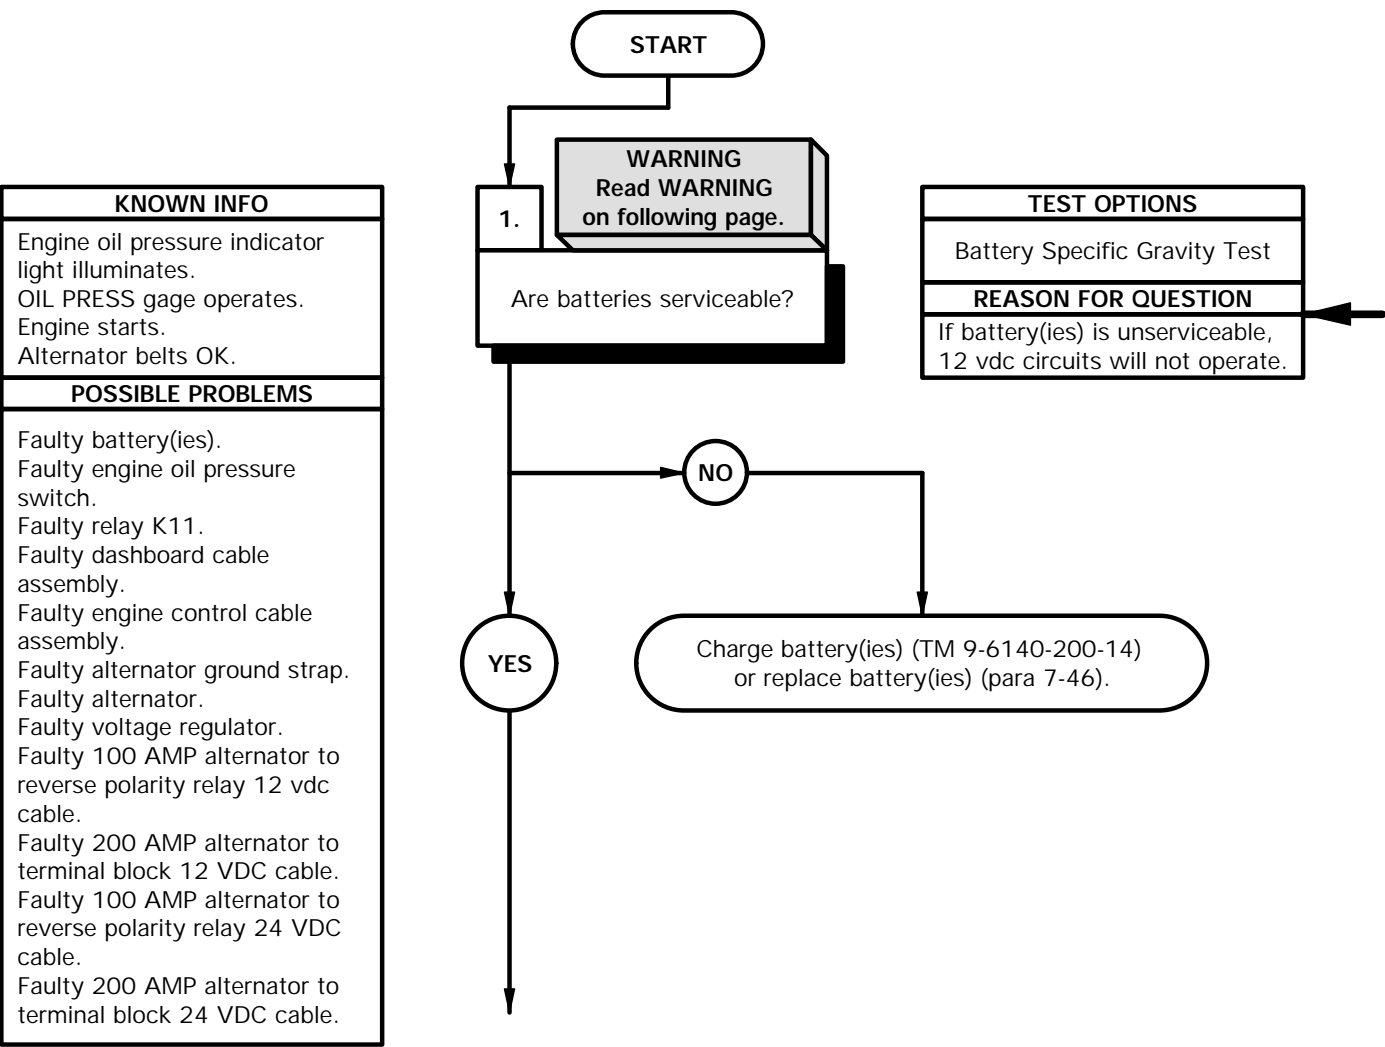 START
WARNING
Read WARNING
on following page.
1.
Are batteries serviceable?
KNOWN INFO
Engine oil pressure indicator
light illuminates.
OIL PRESS gage operates.
Engine starts.
Alternator belts OK.
POSSIBLE PROBLEMS
Faulty battery(ies).
Faulty engine oil pressure
switch.
Faulty relay K11.
Faulty dashboard cable
assembly.
Faulty engine control cable
assembly.
Faulty alternator ground strap.
Faulty alternator.
Faulty voltage regulator.
Faulty 100 AMP alternator to
reverse polarity relay 12 vdc
cable.
Faulty 200 AMP alternator to
terminal block 12 VDC cable.
Faulty 100 AMP alternator to
reverse polarity relay 24 VDC
cable.
Faulty 200 AMP alternator to
terminal block 24 VDC cable.
TEST OPTIONS
Battery Specific Gravity Test
REASON FOR QUESTION
If battery(ies) is unserviceable,
12 vdc circuits will not operate.
NO
YES
Charge battery(ies) (TM 9-6140-200-14)
or replace battery(ies) (para 7-46).